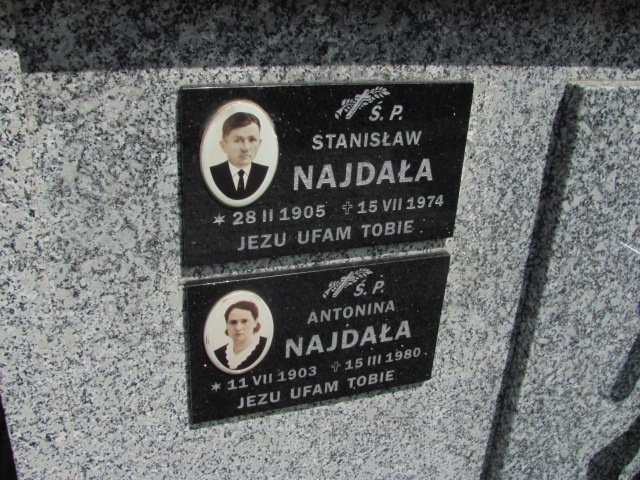 Ś. P.
STANISŁAW
NAJDAŁA
* 28 II 1905 ✝ 15 VII 1974
JEZU UFAM TOBIE
Ś. P.
ANTONINA
NAJDAŁA
* 11 VII 1903 ✝ 15 III 1980
JEZU UFAM TOBIE